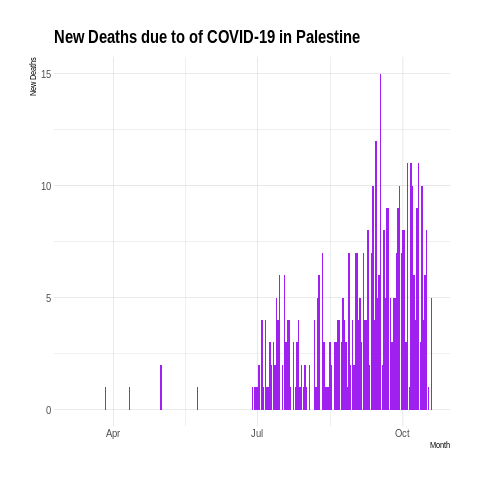 New Deaths due to of COVID-19 in Palestine
New Deaths
15
10
5
0
Apr
Jul
Oct
Month